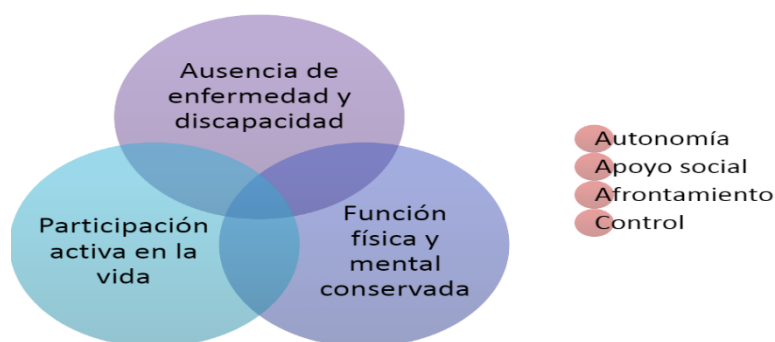 Ausencia de
enfermedad y
discapacidad
Participación
activa en la
vida
Función
física y
mental
conservada
Autonomía
Apoyo social
Afrontamiento
Control